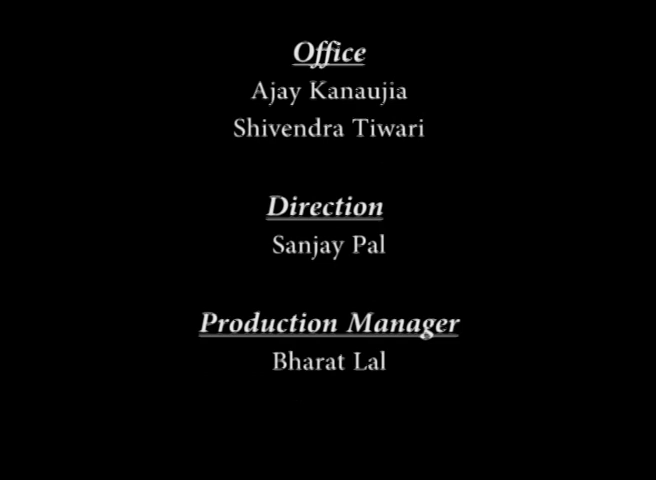 Office
Ajay Kanaujia
Shivendra Tiwari
Direction
Sanjay Pal
Production Manager
Bharat Lal